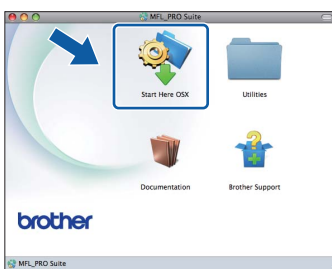 MFL_PRO Suite
Start Here OSX
Utilities
Documentation
Brother Support
brother
MFL_PRO Suite